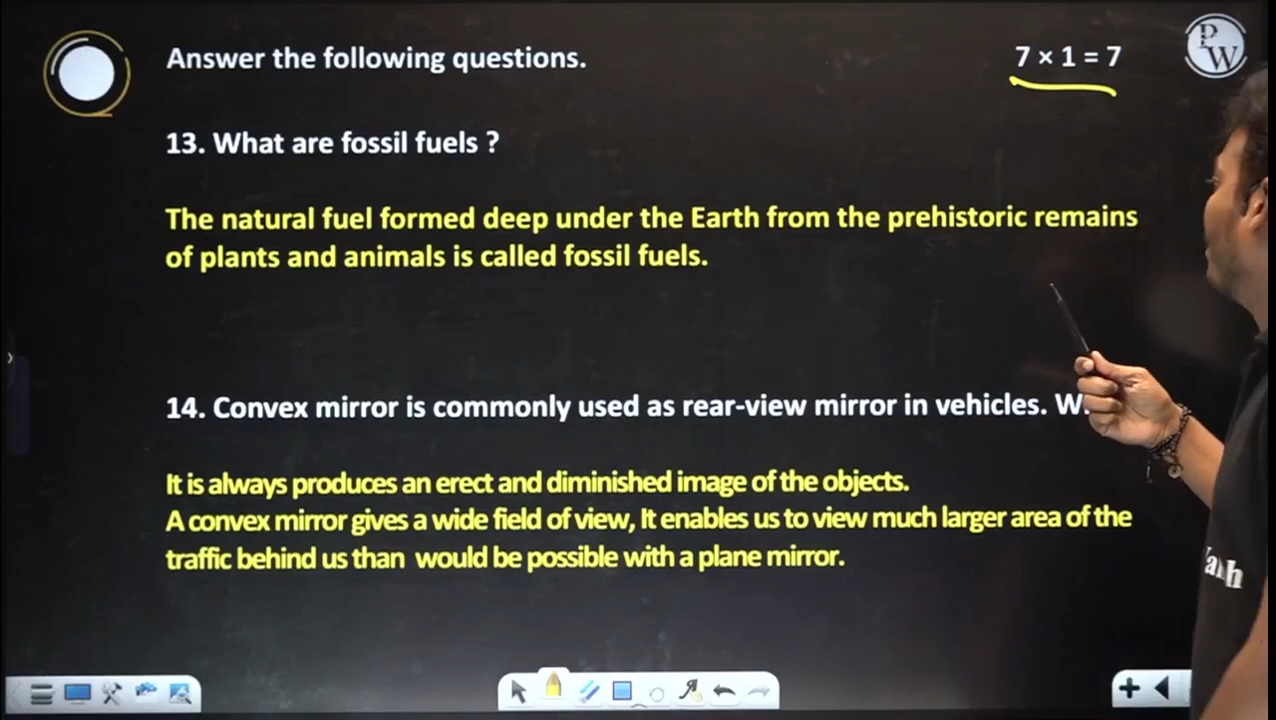 Answer the following questions.
7 × 1 = 7
P
W
13. What are fossil fuels ?
The natural fuel formed deep under the Earth from the prehistoric remains
of plants and animals is called fossil fuels.
14. Convex mirror is commonly used as rear-view mirror in vehicles.
It is always produces an erect and diminished image of the objects.
A convex mirror gives a wide field of view, It enables us to view much larger area of the
traffic behind us than would be possible with a plane mirror.